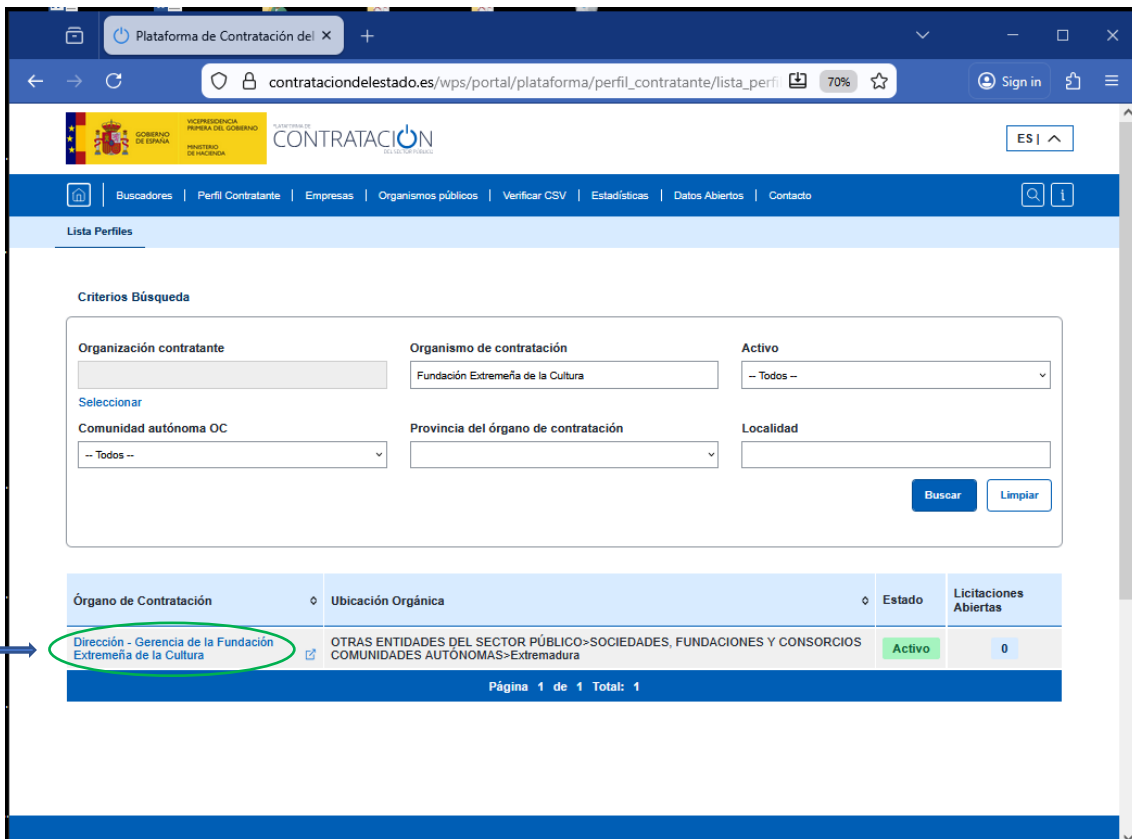 Plataforma de Contratación del
contrataciondelestado.es/wps/portal/plataforma/perfil_contratante/lista_perfi
70%
Sign in
GOBIERNO
DE ESPAÑA
VICEPRESIDENCIA
PRIMERA DEL GOBIERNO
MINISTERIO
DE HACIENDA
PLATAFORMA DE
CONTRATACIÓN
DEL SECTOR PÚBLICO
ES |
Buscadores | Perfil Contratante | Empresas | Organismos públicos | Verificar CSV | Estadísticas | Datos Abiertos | Contacto
i
Lista Perfiles
Criterios Búsqueda
Organización contratante
Organismo de contratación
Activo
Fundación Extremeña de la Cultura
-- Todos --
Seleccionar
Comunidad autónoma OC
Provincia del órgano de contratación
Localidad
-- Todos --
Buscar
Limpiar
Órgano de Contratación
Ubicación Orgánica
Estado
Licitaciones
Abiertas
Dirección - Gerencia de la Fundación
Extremeña de la Cultura
OTRAS ENTIDADES DEL SECTOR PÚBLICO>SOCIEDADES, FUNDACIONES Y CONSORCIOS
COMUNIDADES AUTÓNOMAS>Extremadura
Activo
0
Página 1 de 1 Total: 1